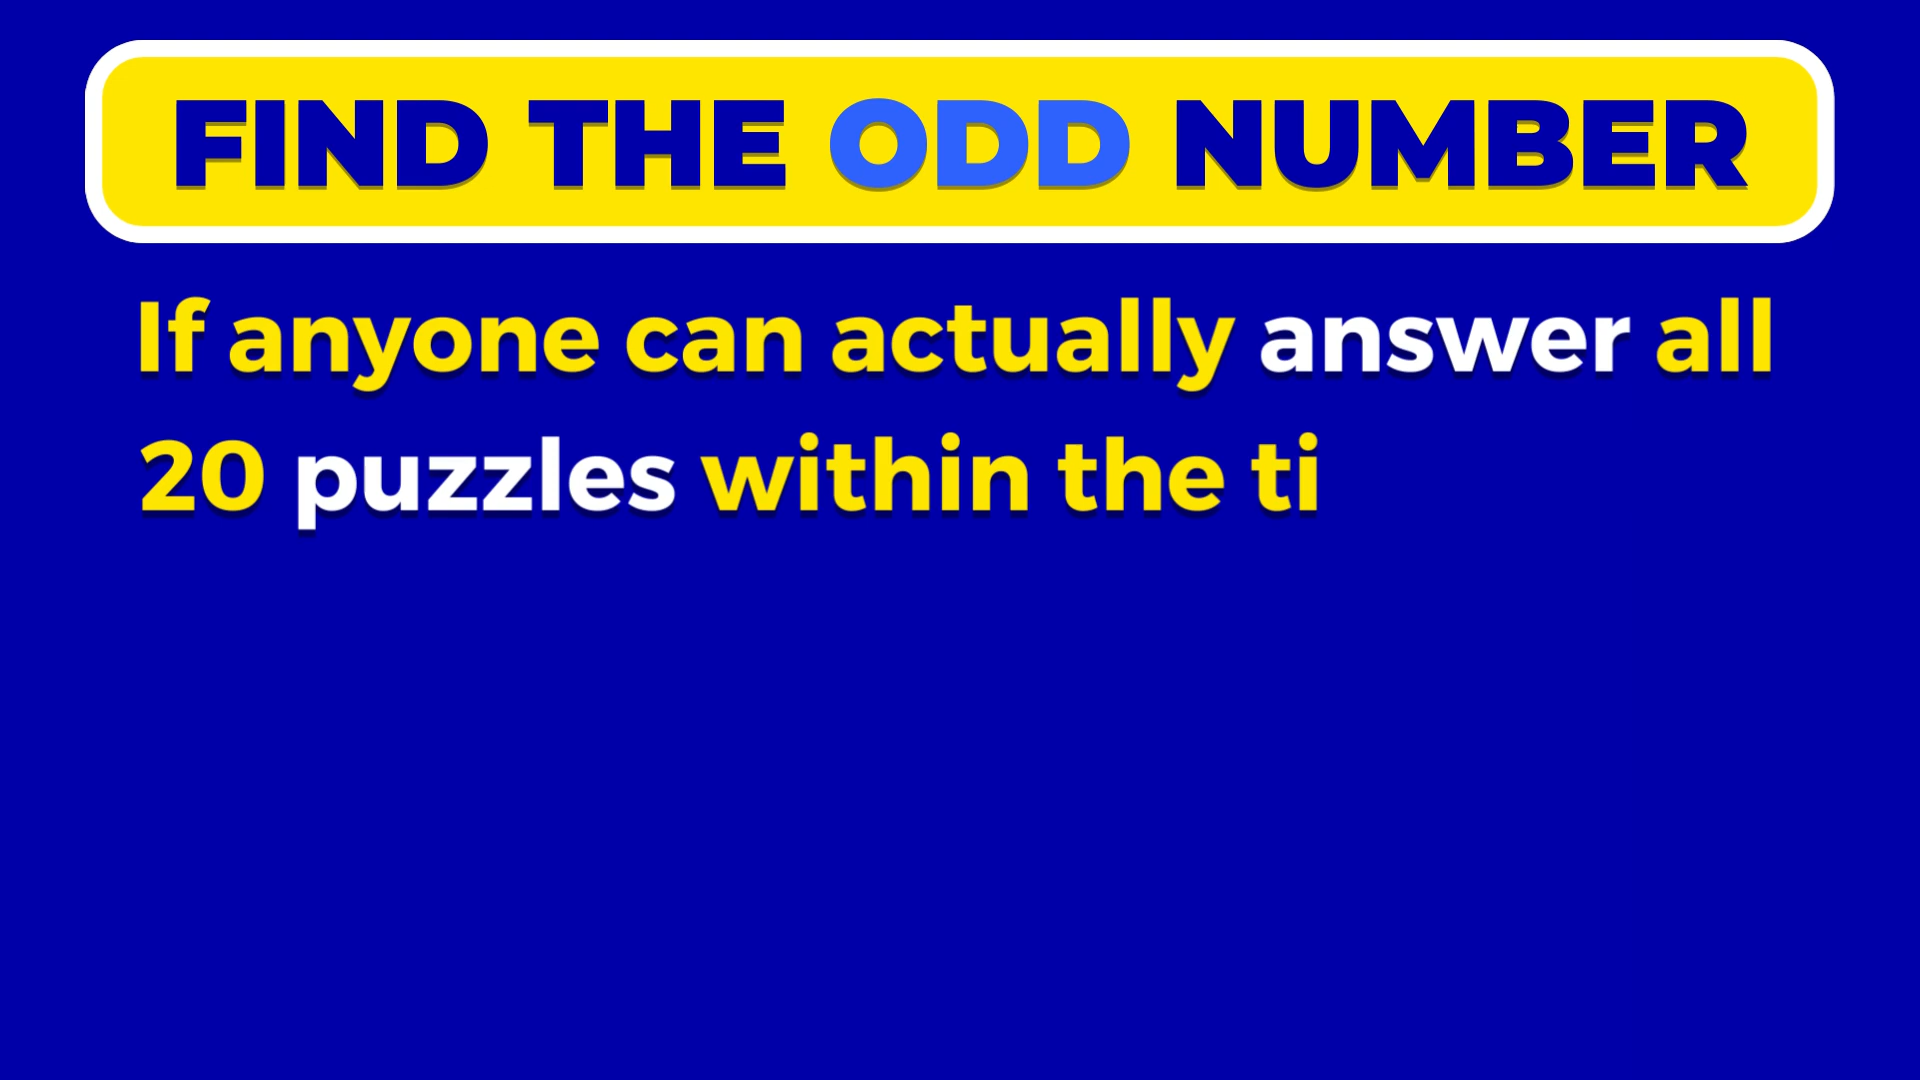 FIND THE ODD NUMBER
If anyone can actually answer all
20 puzzles within the ti